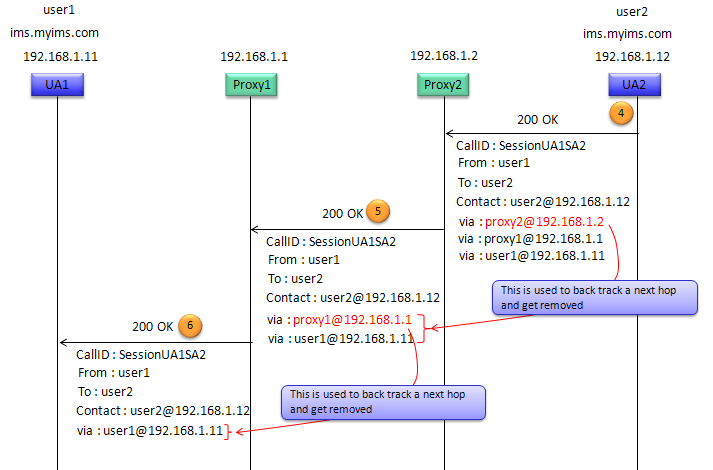 user1
user2
ims.myims.com
ims.myims.com
192.168.1.11
192.168.1.1
192.168.1.2
192.168.1.12
UA1
Proxy1
Proxy2
UA2
200 OK
4
CallID : SessionUA1SA2
From : user1
To : user2
Contact : user2@192.168.1.12
via : proxy2@192.168.1.2
via : proxy1@192.168.1.1
via : user1@192.168.1.11
This is used to back track a next hop
and get removed
200 OK
5
CallID : SessionUA1SA2
From : user1
To : user2
Contact : user2@192.168.1.12
via : proxy1@192.168.1.1
via : user1@192.168.1.11
This is used to back track a next hop
and get removed
200 OK
6
CallID : SessionUA1SA2
From : user1
To : user2
Contact : user2@192.168.1.12
via : user1@192.168.1.11